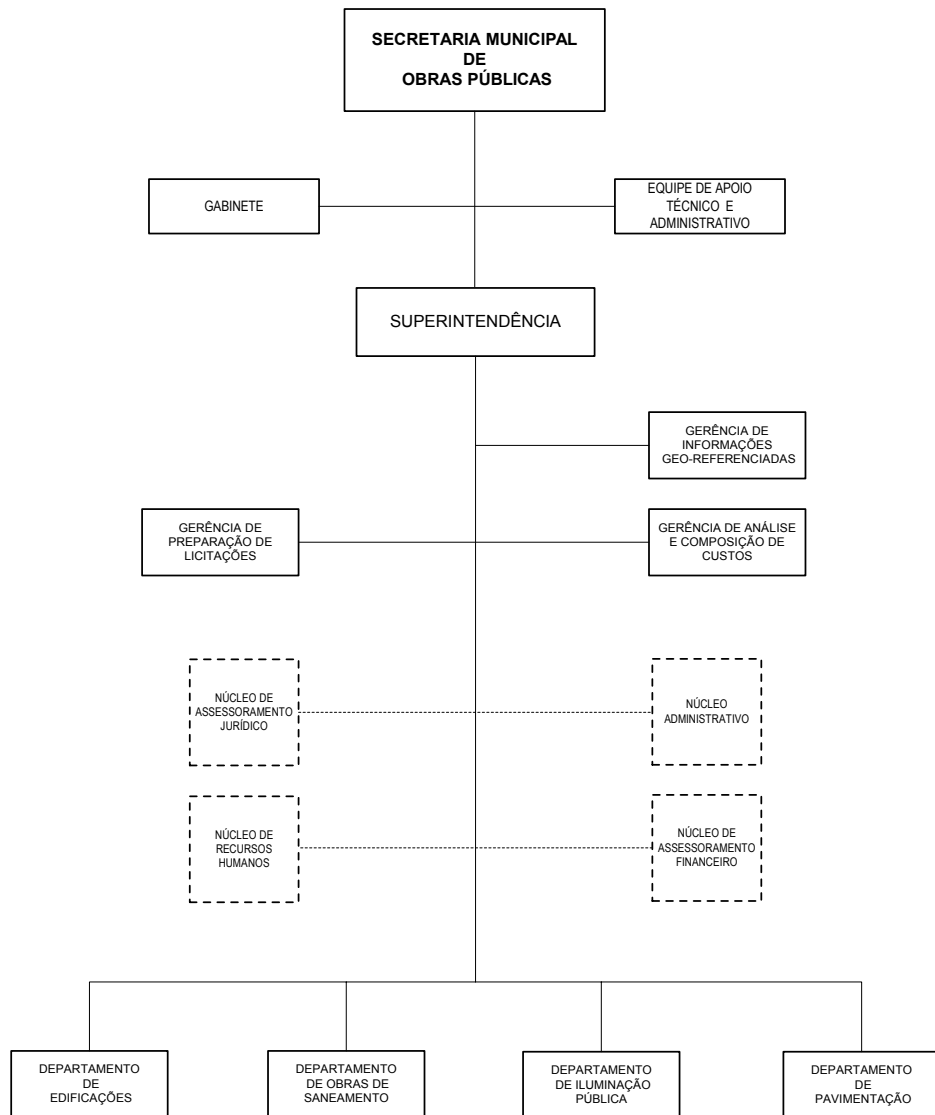 SECRETARIA MUNICIPAL
DE
OBRAS PÚBLICAS
GABINETE
EQUIPE DE APOIO
TÉCNICO E
ADMINISTRATIVO
SUPERINTENDÊNCIA
GERÊNCIA DE
INFORMAÇÕES
GEO-REFERENCIADAS
GERÊNCIA DE
PREPARAÇÃO DE
LICITAÇÕES
GERÊNCIA DE ANÁLISE
E COMPOSIÇÃO DE
CUSTOS
NÚCLEO DE
ASSESSORAMENTO
JURÍDICO
NÚCLEO
ADMINISTRATIVO
NÚCLEO DE
RECURSOS
HUMANOS
NÚCLEO DE
ASSESSORAMENTO
FINANCEIRO
DEPARTAMENTO
DE
EDIFICAÇÕES
DEPARTAMENTO
DE OBRAS DE
SANEAMENTO
DEPARTAMENTO
DE ILUMINAÇÃO
PÚBLICA
DEPARTAMENTO
DE
PAVIMENTAÇÃO